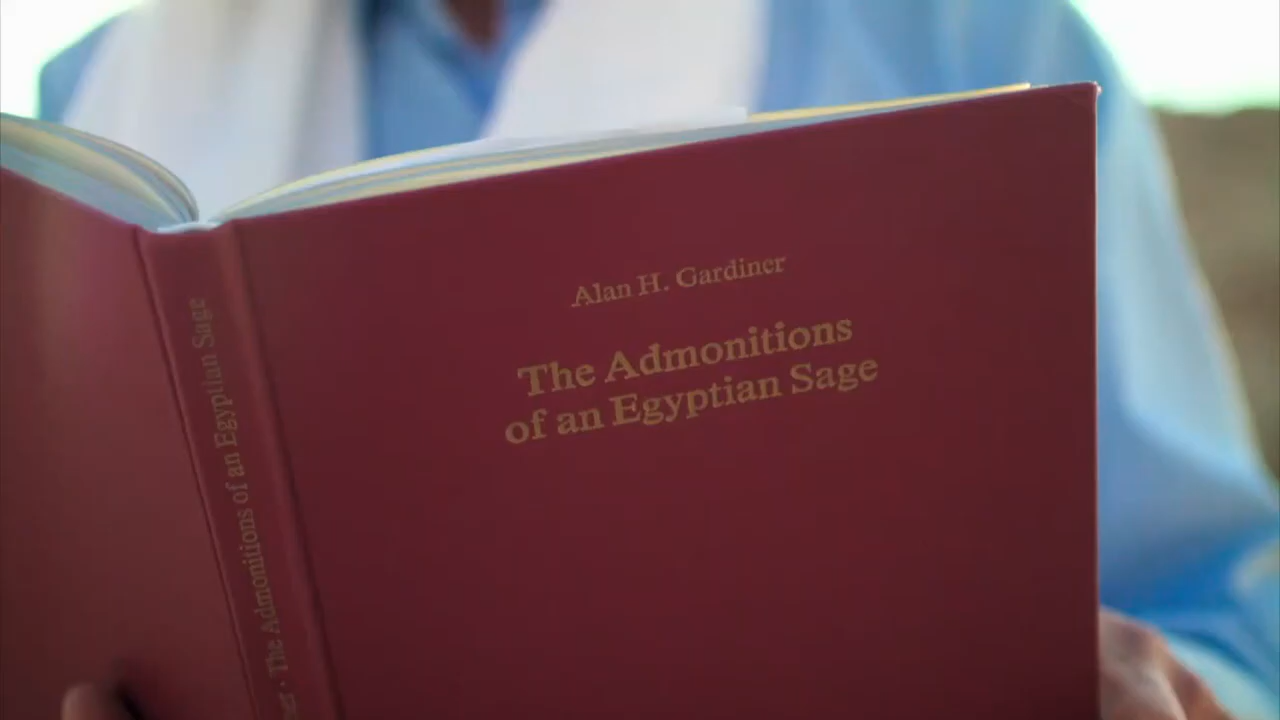 Alan H. Gardiner
The Admonitions
of an Egyptian Sage
· The Admonitions of an Egyptian Sage